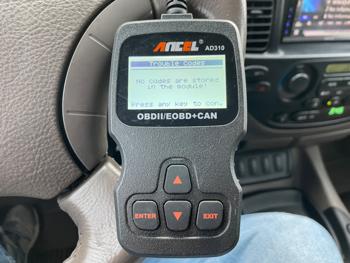 ANCEL
AD310
Trouble Codes
No codes are stored
in the module!
Press any key to con.
OBDII/EOBD+CAN
ENTER
EXIT